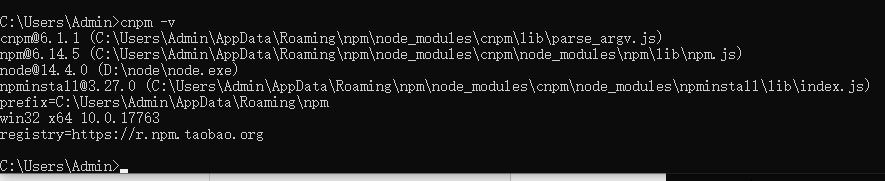 C:\Users\Admin>cnpm -v
cnpm@6.1.1 (C:\Users\Admin\AppData\Roaming\npm\node_modules\cnpm\lib\parse_argv.js)
npm@6.14.5 (C:\Users\Admin\AppData\Roaming\npm\node_modules\cnpm\node_modules\npm\lib\npm.js)
node@14.4.0 (D:\node\node.exe)
npminstall@3.27.0 (C:\Users\Admin\AppData\Roaming\npm\node_modules\cnpm\node_modules\npminstall\lib\index.js)
prefix=C:\Users\Admin\AppData\Roaming\npm
win32 x64 10.0.17763
registry=https://r.npm.taobao.org
C:\Users\Admin>